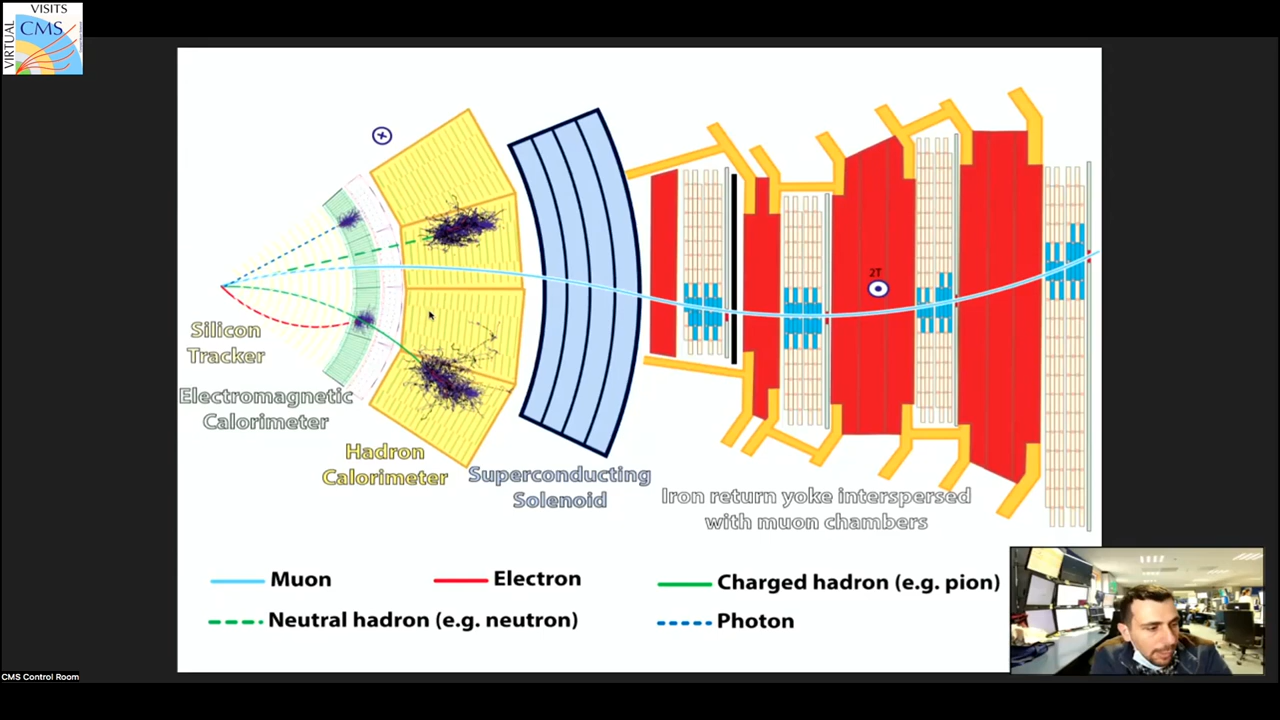 VISITS
CMS
VIRTUAL
2T
Silicon
Tracker
Electromagnetic
Calorimeter
Hadron
Calorimeter
Superconducting
Solenoid
Iron return yoke interspersed
with muon chambers
Muon
Electron
Charged hadron (e.g. pion)
Neutral hadron (e.g. neutron)
Photon
CMS Control Room